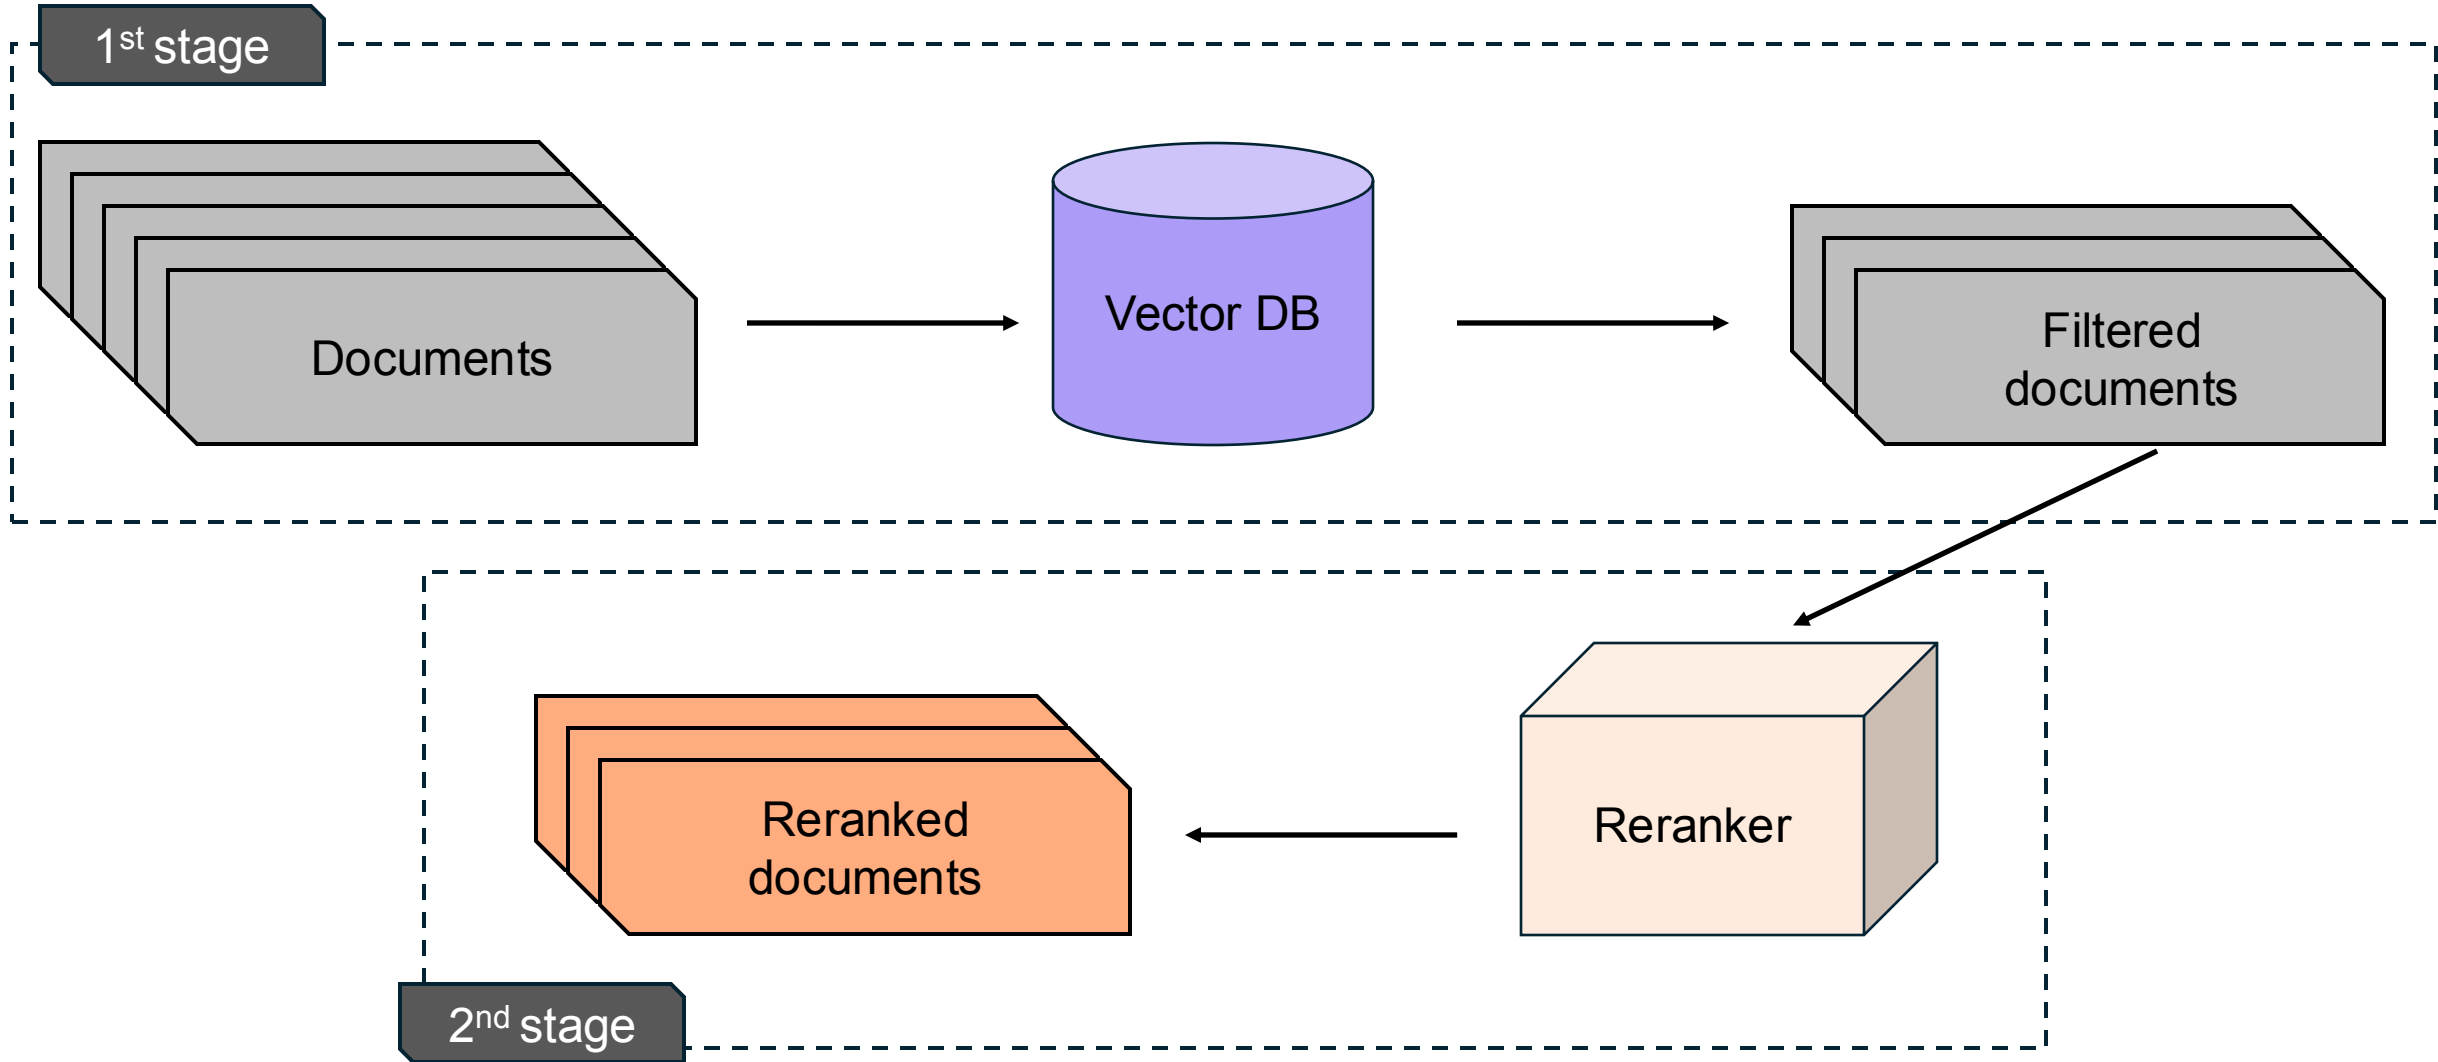 1st stage
Documents
Vector DB
Filtered
documents
Reranker
Reranked
documents
2nd stage